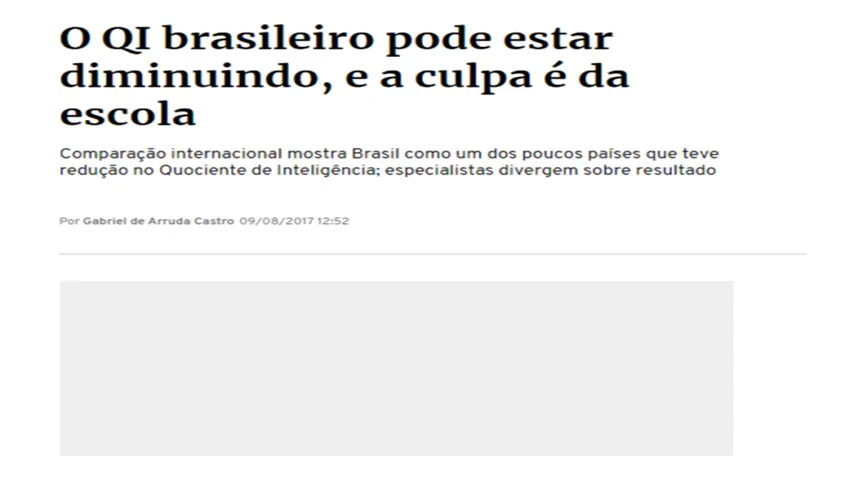 O QI brasileiro pode estar
diminuindo, e a culpa é da
escola
Comparação internacional mostra Brasil como um dos poucos países que teve
redução no Quociente de Inteligência; especialistas divergem sobre resultado
Por Gabriel de Arruda Castro 09/08/2017 12:52